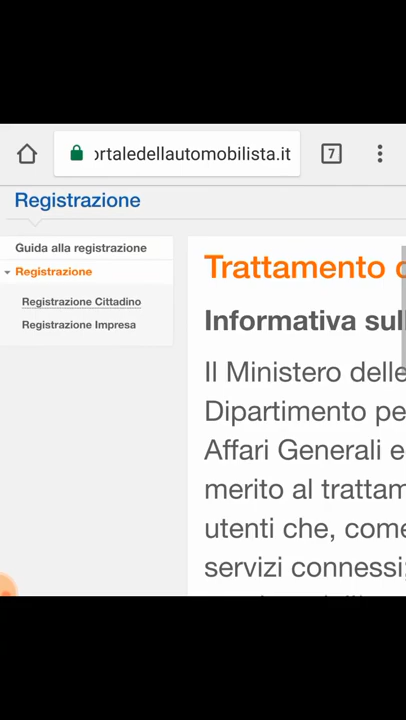 ortaledellautomobilista.it
7
Registrazione
Guida alla registrazione
Registrazione
Registrazione Cittadino
Registrazione Impresa
Trattamento
Informativa sul
Il Ministero delle
Dipartimento pe
Affari Generali e
merito al trattam
utenti che, come
servizi connessi;